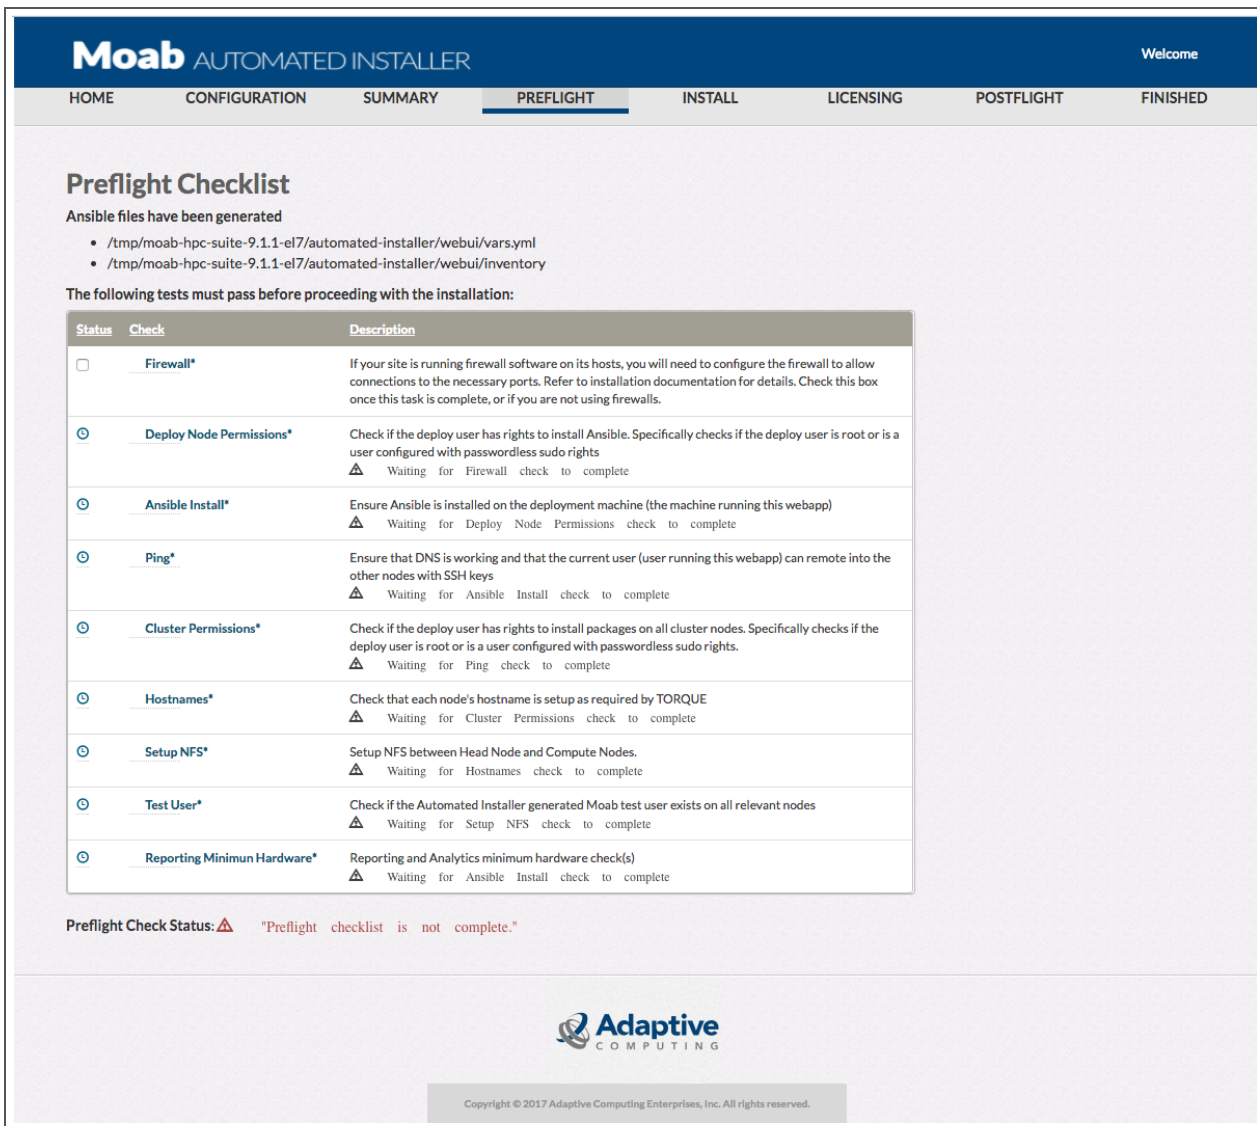 Moab AUTOMATED INSTALLER
Welcome
HOME CONFIGURATION SUMMARY PREFLIGHT INSTALL LICENSING POSTFLIGHT FINISHED
Preflight Checklist
Ansible files have been generated
• /tmp/moab-hpc-suite-9.1.1-el7/automated-installer/webui/vars.yml
• /tmp/moab-hpc-suite-9.1.1-el7/automated-installer/webui/inventory
The following tests must pass before proceeding with the installation:
Status Check Description
Firewall* If your site is running firewall software on its hosts, you will need to configure the firewall to allow
connections to the necessary ports. Refer to installation documentation for details. Check this box
once this task is complete, or if you are not using firewalls.
Deploy Node Permissions* Check if the deploy user has rights to install Ansible. Specifically checks if the deploy user is root or is a
user configured with passwordless sudo rights
Waiting for Firewall check to complete
Ansible Install* Ensure Ansible is installed on the deployment machine (the machine running this webapp)
Waiting for Deploy Node Permissions check to complete
Ping* Ensure that DNS is working and that the current user (user running this webapp) can remote into the
other nodes with SSH keys
Waiting for Ansible Install check to complete
Cluster Permissions* Check if the deploy user has rights to install packages on all cluster nodes. Specifically checks if the
deploy user is root or is a user configured with passwordless sudo rights.
Waiting for Ping check to complete
Hostnames* Check that each node's hostname is setup as required by TORQUE
Waiting for Cluster Permissions check to complete
Setup NFS* Setup NFS between Head Node and Compute Nodes.
Waiting for Hostnames check to complete
Test User* Check if the Automated Installer generated Moab test user exists on all relevant nodes
Waiting for Setup NFS check to complete
Reporting Minimun Hardware* Reporting and Analytics minimum hardware check(s)
Waiting for Ansible Install check to complete
Preflight Check Status: "Preflight checklist is not complete."
Adaptive
COMPUTING
Copyright © 2017 Adaptive Computing Enterprises, Inc. All rights reserved.